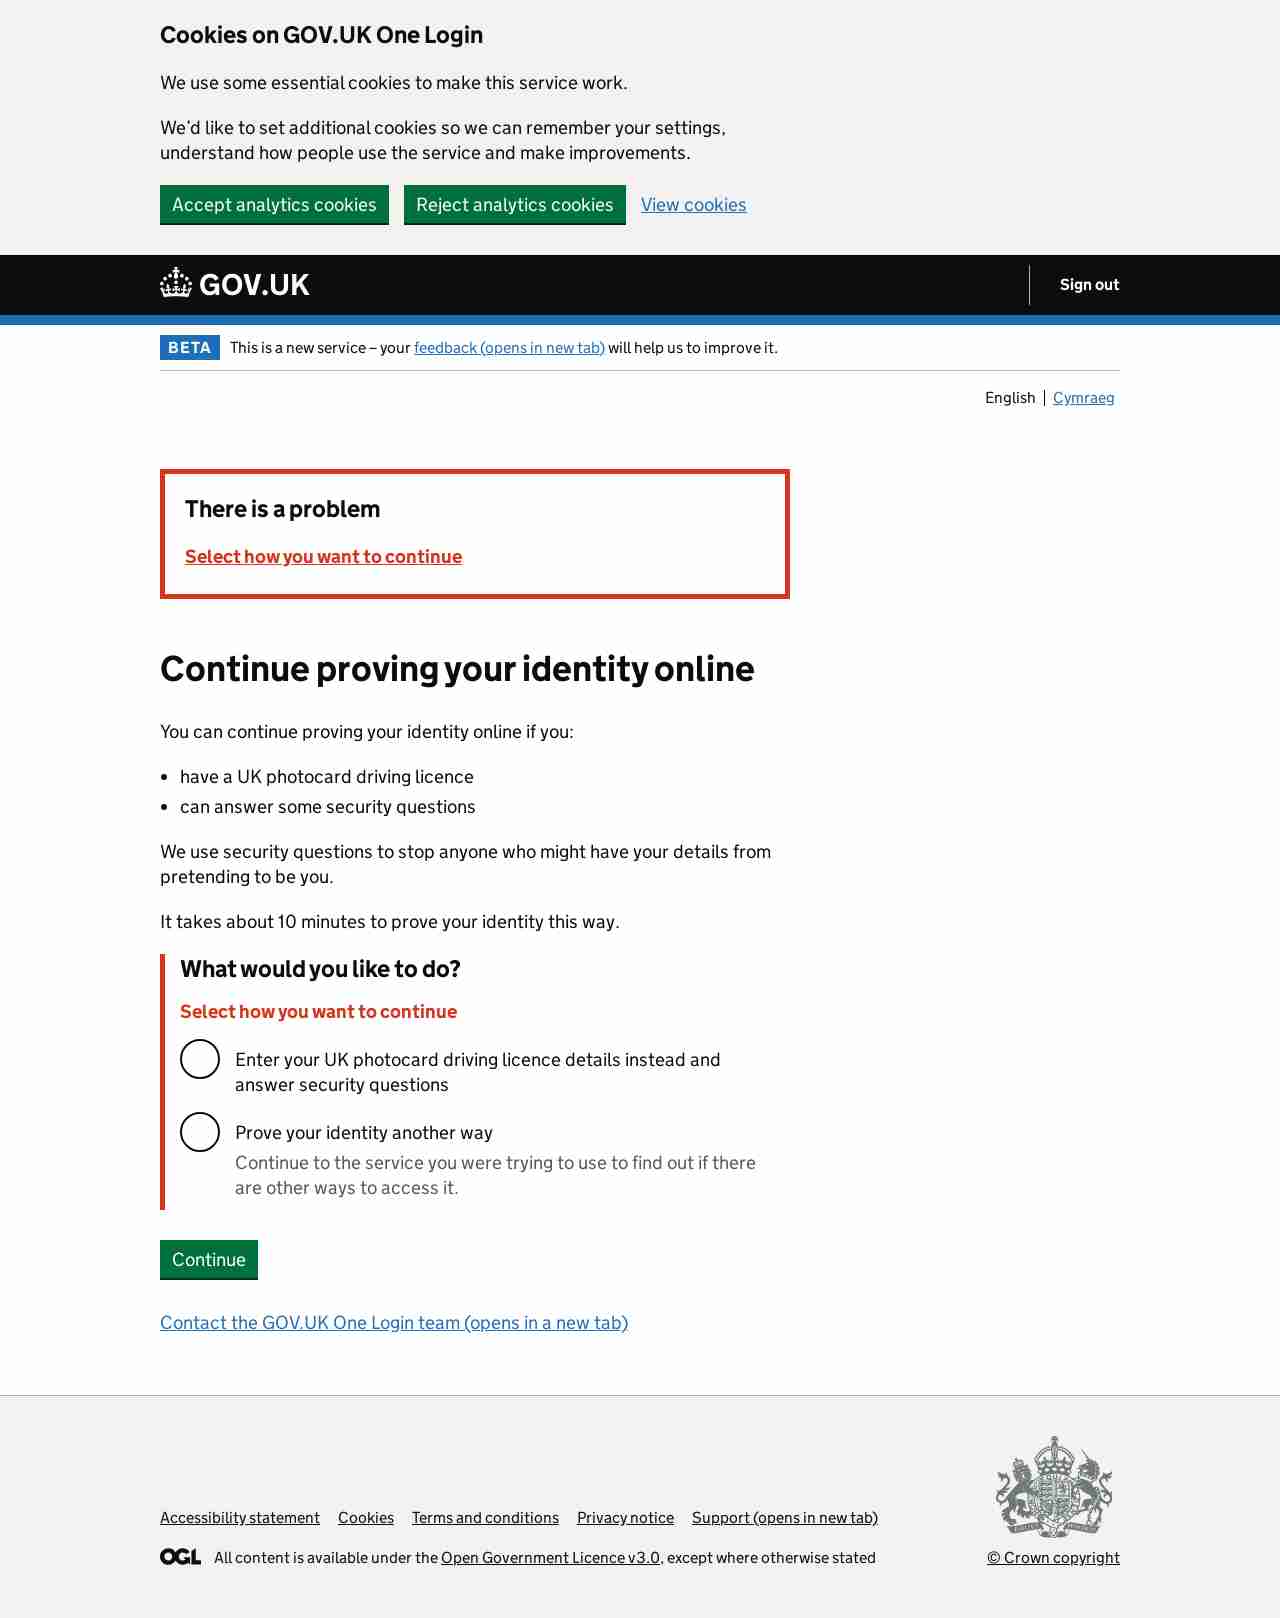 Cookies on GOV.UK One Login
We use some essential cookies to make this service work.
We'd like to set additional cookies so we can remember your settings,
understand how people use the service and make improvements.
Accept analytics cookies
Reject analytics cookies
View cookies
GOV.UK
Sign out
BETA
This is a new service – your feedback (opens in new tab) will help us to improve it.
English
Cymraeg
There is a problem
Select how you want to continue
Continue proving your identity online
You can continue proving your identity online if you:
• have a UK photocard driving licence
• can answer some security questions
We use security questions to stop anyone who might have your details from
pretending to be you.
It takes about 10 minutes to prove your identity this way.
What would you like to do?
Select how you want to continue
Enter your UK photocard driving licence details instead and
answer security questions
Prove your identity another way
Continue to the service you were trying to use to find out if there
are other ways to access it.
Continue
Contact the GOV.UK One Login team (opens in a new tab)
Accessibility statement
Cookies
Terms and conditions
Privacy notice
Support (opens in new tab)
OGL
All content is available under the Open Government Licence v3.0, except where otherwise stated
© Crown copyright